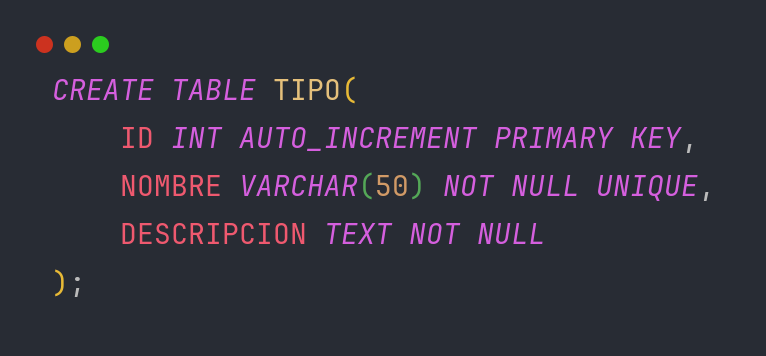 CREATE TABLE TIPO(
    ID INT AUTO_INCREMENT PRIMARY KEY,
    NOMBRE VARCHAR(50) NOT NULL UNIQUE,
    DESCRIPCION TEXT NOT NULL
);